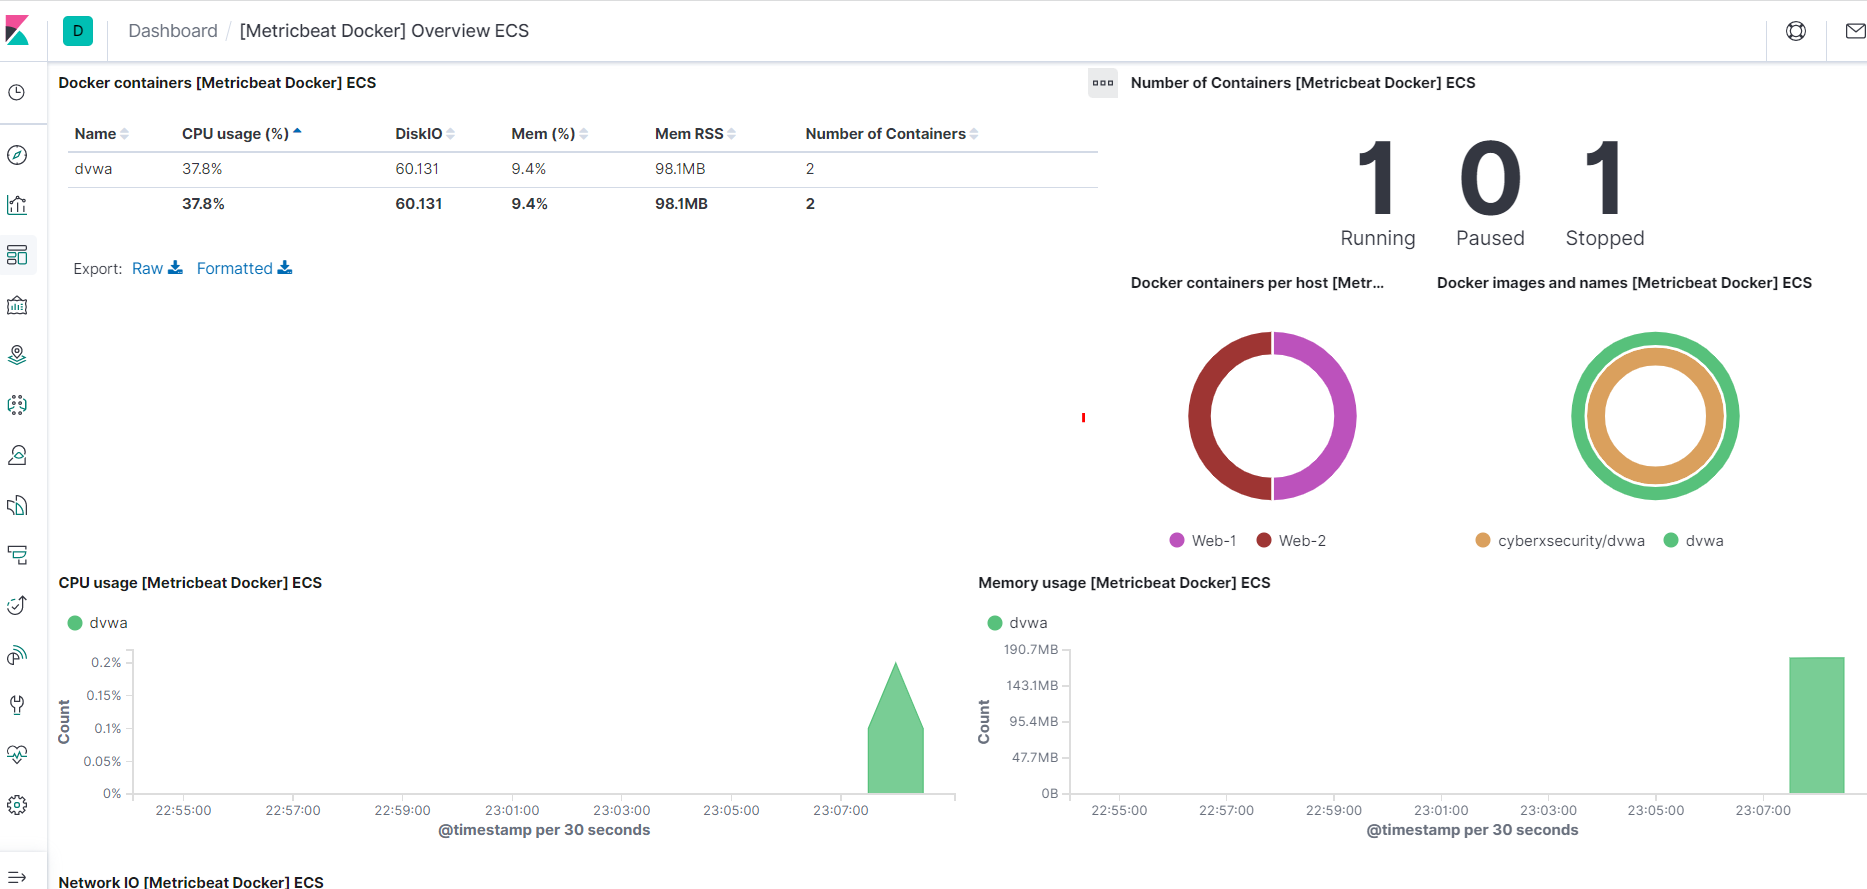 D Dashboard / [Metricbeat Docker] Overview ECS
Docker containers [Metricbeat Docker] ECS
Name CPU usage (%) DiskIO Mem (%) Mem RSS Number of Containers
dvwa 37.8% 60.131 9.4% 98.1MB 2
37.8% 60.131 9.4% 98.1MB 2
Export: Raw Formatted
Number of Containers [Metricbeat Docker] ECS
1 0 1
Running Paused Stopped
Docker containers per host [Metr...
Web-1 Web-2
Docker images and names [Metricbeat Docker] ECS
cyberxsecurity/dvwa dvwa
CPU usage [Metricbeat Docker] ECS
dvwa
Count
0.2%
0.15%
0.1%
0.05%
0%
22:55:00 22:57:00 22:59:00 23:01:00 23:03:00 23:05:00 23:07:00
@timestamp per 30 seconds
Memory usage [Metricbeat Docker] ECS
dvwa
Count
190.7MB
143.1MB
95.4MB
47.7MB
0B
22:55:00 22:57:00 22:59:00 23:01:00 23:03:00 23:05:00 23:07:00
@timestamp per 30 seconds
Network IO [Metricbeat Docker] ECS